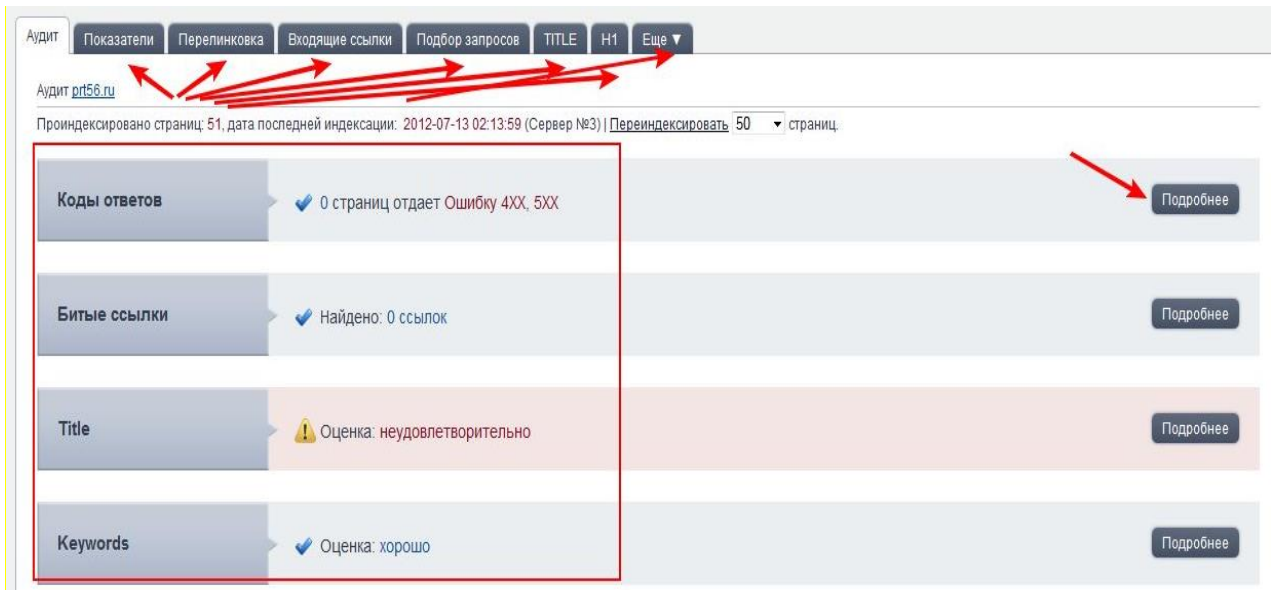 Аудит Показатели Перелинковка Входящие ссылки Подбор запросов TITLE H1 Еще ▼
Аудит prt56.ru
Проиндексировано страниц: 51, дата последней индексации: 2012-07-13 02:13:59 (Сервер №3) | Переиндексировать 50 страниц.
Коды ответов 0 страниц отдает Ошибку 4XX, 5XX Подробнее
Битые ссылки Найдено: 0 ссылок Подробнее
Title Оценка: неудовлетворительно Подробнее
Keywords Оценка: хорошо Подробнее